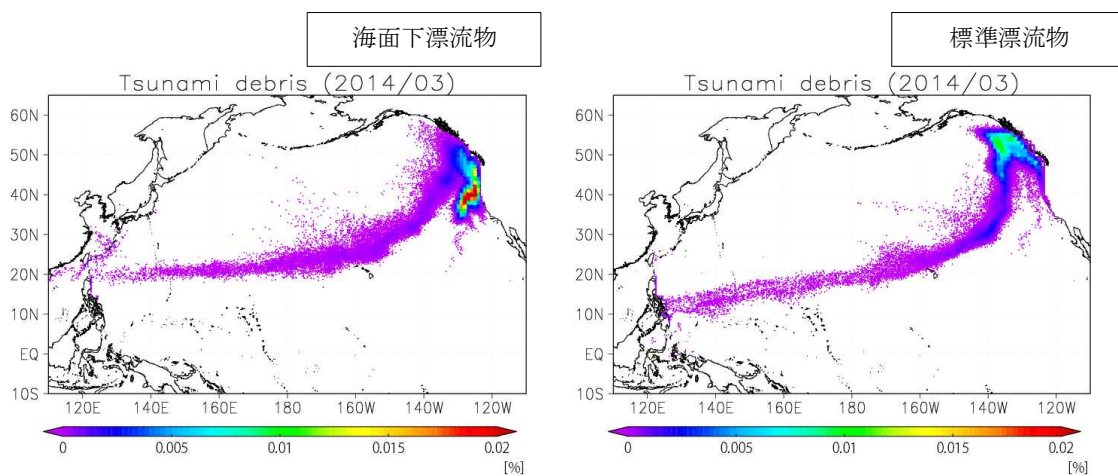 海面下漂流物
標準漂流物
Tsunami debris (2014/03)
60N
50N
40N
30N
20N
10N
EQ
10S
120E 140E 160E 180 160W 140W 120W
0 0.005 0.01 0.015 0.02
[%]
Tsunami debris (2014/03)
60N
50N
40N
30N
20N
10N
EQ
10S
120E 140E 160E 180 160W 140W 120W
0 0.005 0.01 0.015 0.02
[%]